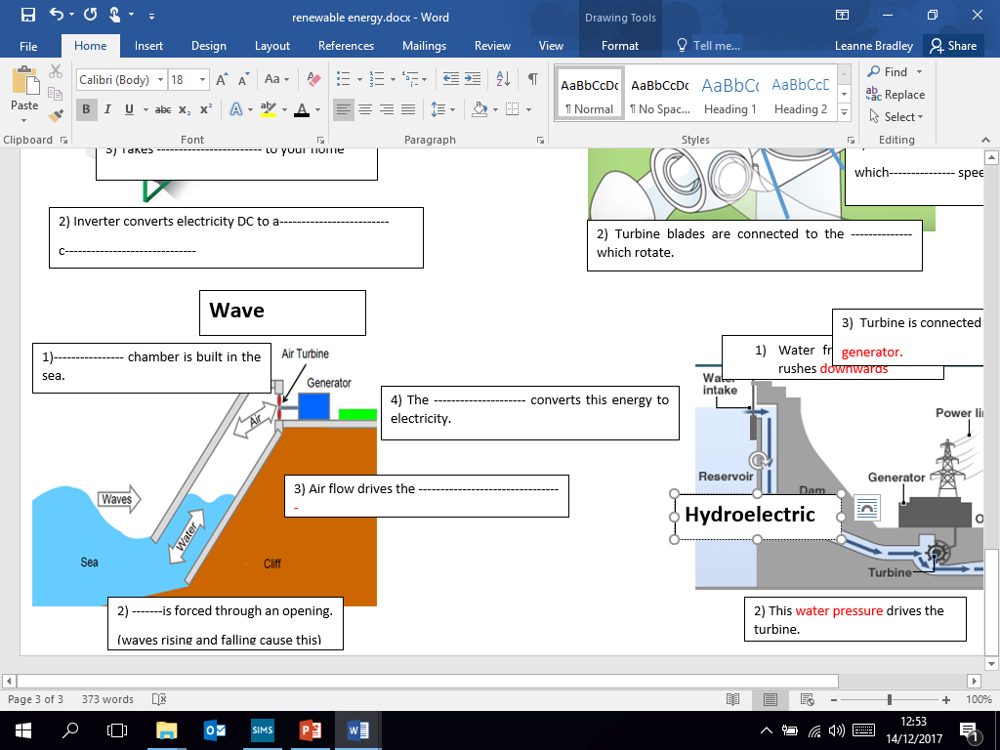 renewable energy.docx - Word
Drawing Tools
File Home Insert Design Layout References Mailings Review View Format Tell me... Leanne Bradley Share
Paste
Calibri (Body) 18 A A Aa
B I U abc x₂ x² A A
AaBbCcDc AaBbCcDc AaBbCc AaBbCcD
¶ Normal ¶ No Spac... Heading 1 Heading 2
Find
Replace
Select
Clipboard Font Paragraph Styles Editing
3) Takes ------------------------ to your home
which--------------- spee
2) Inverter converts electricity DC to a-------------------------
c------------------------------
2) Turbine blades are connected to the --------------
which rotate.
Wave
1)---------------- chamber is built in the
sea.
Air Turbine
Generator
Air
Waves
Water
Sea
Cliff
4) The --------------------- converts this energy to
electricity.
3) Air flow drives the --------------------------------
-
2) -------is forced through an opening.
(waves rising and falling cause this)
3) Turbine is connected
generator.
1) Water fr
rushes downwards
Water
intake
Power li
Reservoir
Dam
Generator
Hydroelectric
Turbine
2) This water pressure drives the
turbine.
Page 3 of 3 373 words 100%
SIMS
12:53
14/12/2017
1